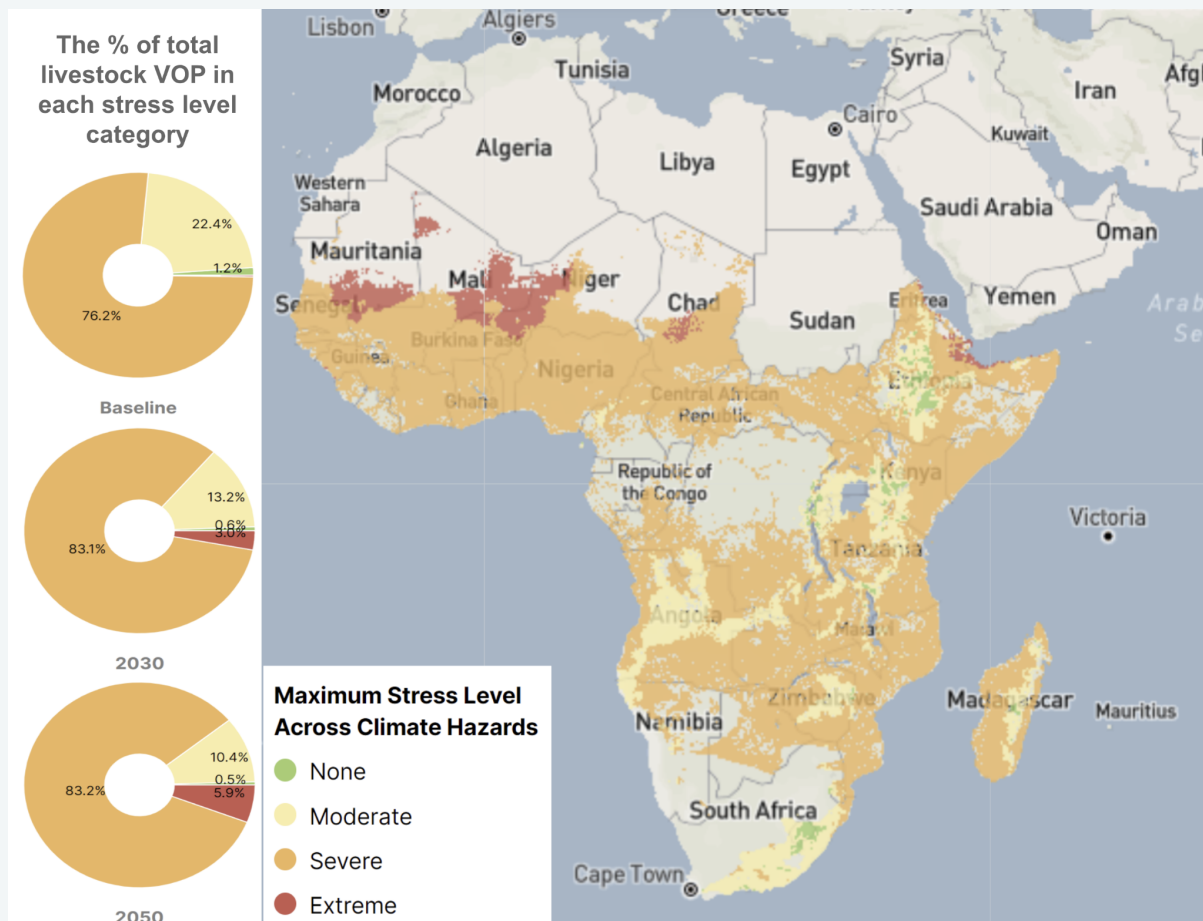 The % of total
livestock VOP in
each stress level
category
22.4%
1.2%
76.2%
Baseline
13.2%
0.6%
3.0%
83.1%
2030
10.4%
0.5%
5.9%
83.2%
2050
Lisbon
Algiers
Greece
Turkey
Tunisia
Syria
Afg
Morocco
Iran
Cairo
Kuwait
Algeria
Libya
Egypt
Western
Sahara
Saudi Arabia
Oman
Mauritania
Mali
Niger
Chad
Eritrea
Yemen
Senegal
Sudan
Arab
Se
Burkina Faso
Guinea
Nigeria
Ethiopia
Ghana
Central African
Republic
Republic of
the Congo
Kenya
Victoria
Tanzania
Angola
Malawi
Zimbabwe
Madagascar
Mauritius
Namibia
South Africa
Cape Town
Maximum Stress Level
Across Climate Hazards
None
Moderate
Severe
Extreme